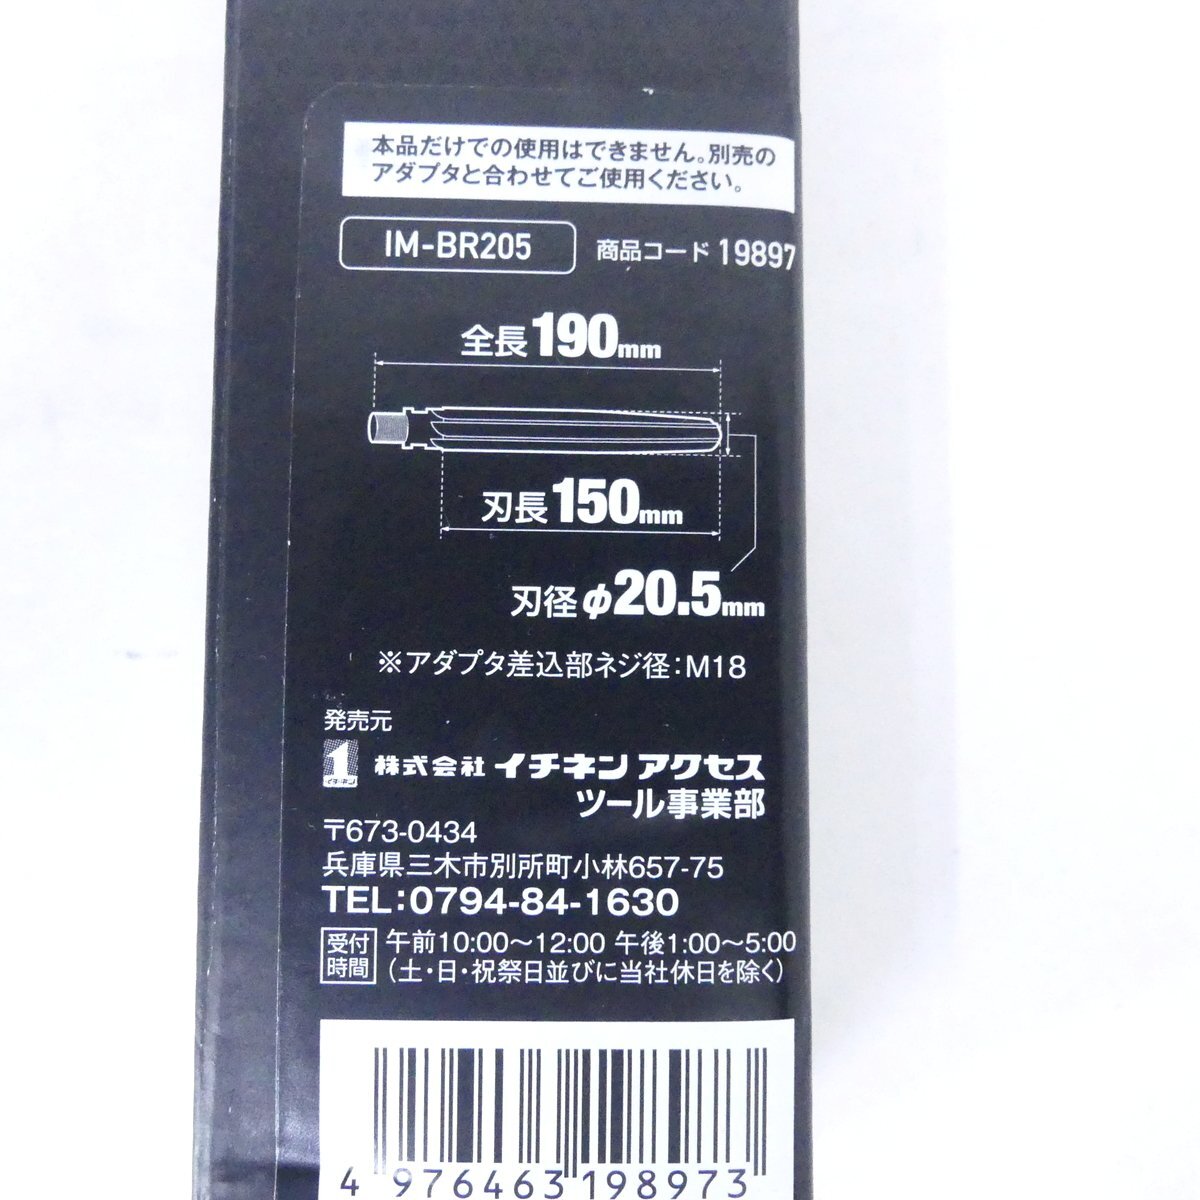 本品だけでの使用はできません。別売の
アダプタと合わせてご使用ください。
IM-BR205 商品コード 19897
全長190mm
刃長150mm
刃径φ20.5mm
※アダプタ差込部ネジ径：M18
発売元
1 イチネン 株式会社 イチネン アクセス
ツール事業部
〒673-0434
兵庫県三木市別所町小林657-75
TEL：0794-84-1630
受付時間 午前10:00～12:00 午後1:00～5:00
（土・日・祝祭日並びに当社休日を除く）
4 976463 198973